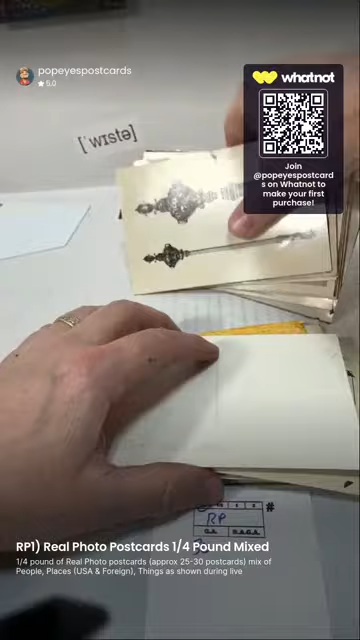 popeyespostcards
5.0
whatnot
Join
@popeyespostcard
s on Whatnot to
make your first
purchase!
[ˈwɪstə]
#
RP
RP1) Real Photo Postcards 1/4 Pound Mixed
1/4 pound of Real Photo postcards (approx 25-30 postcards) mix of
People, Places (USA & Foreign), Things as shown during live